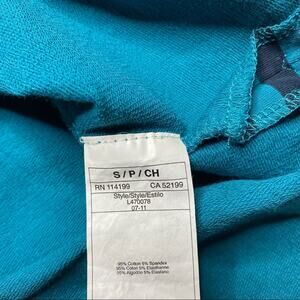 S / P / CH
RN 114199 CA 52199
Style/Style/Estilo
L470078
07-11
95% Cotton 5% Spandex
95% Coton 5% Élasthanne
95% Algodón 5% Elastano